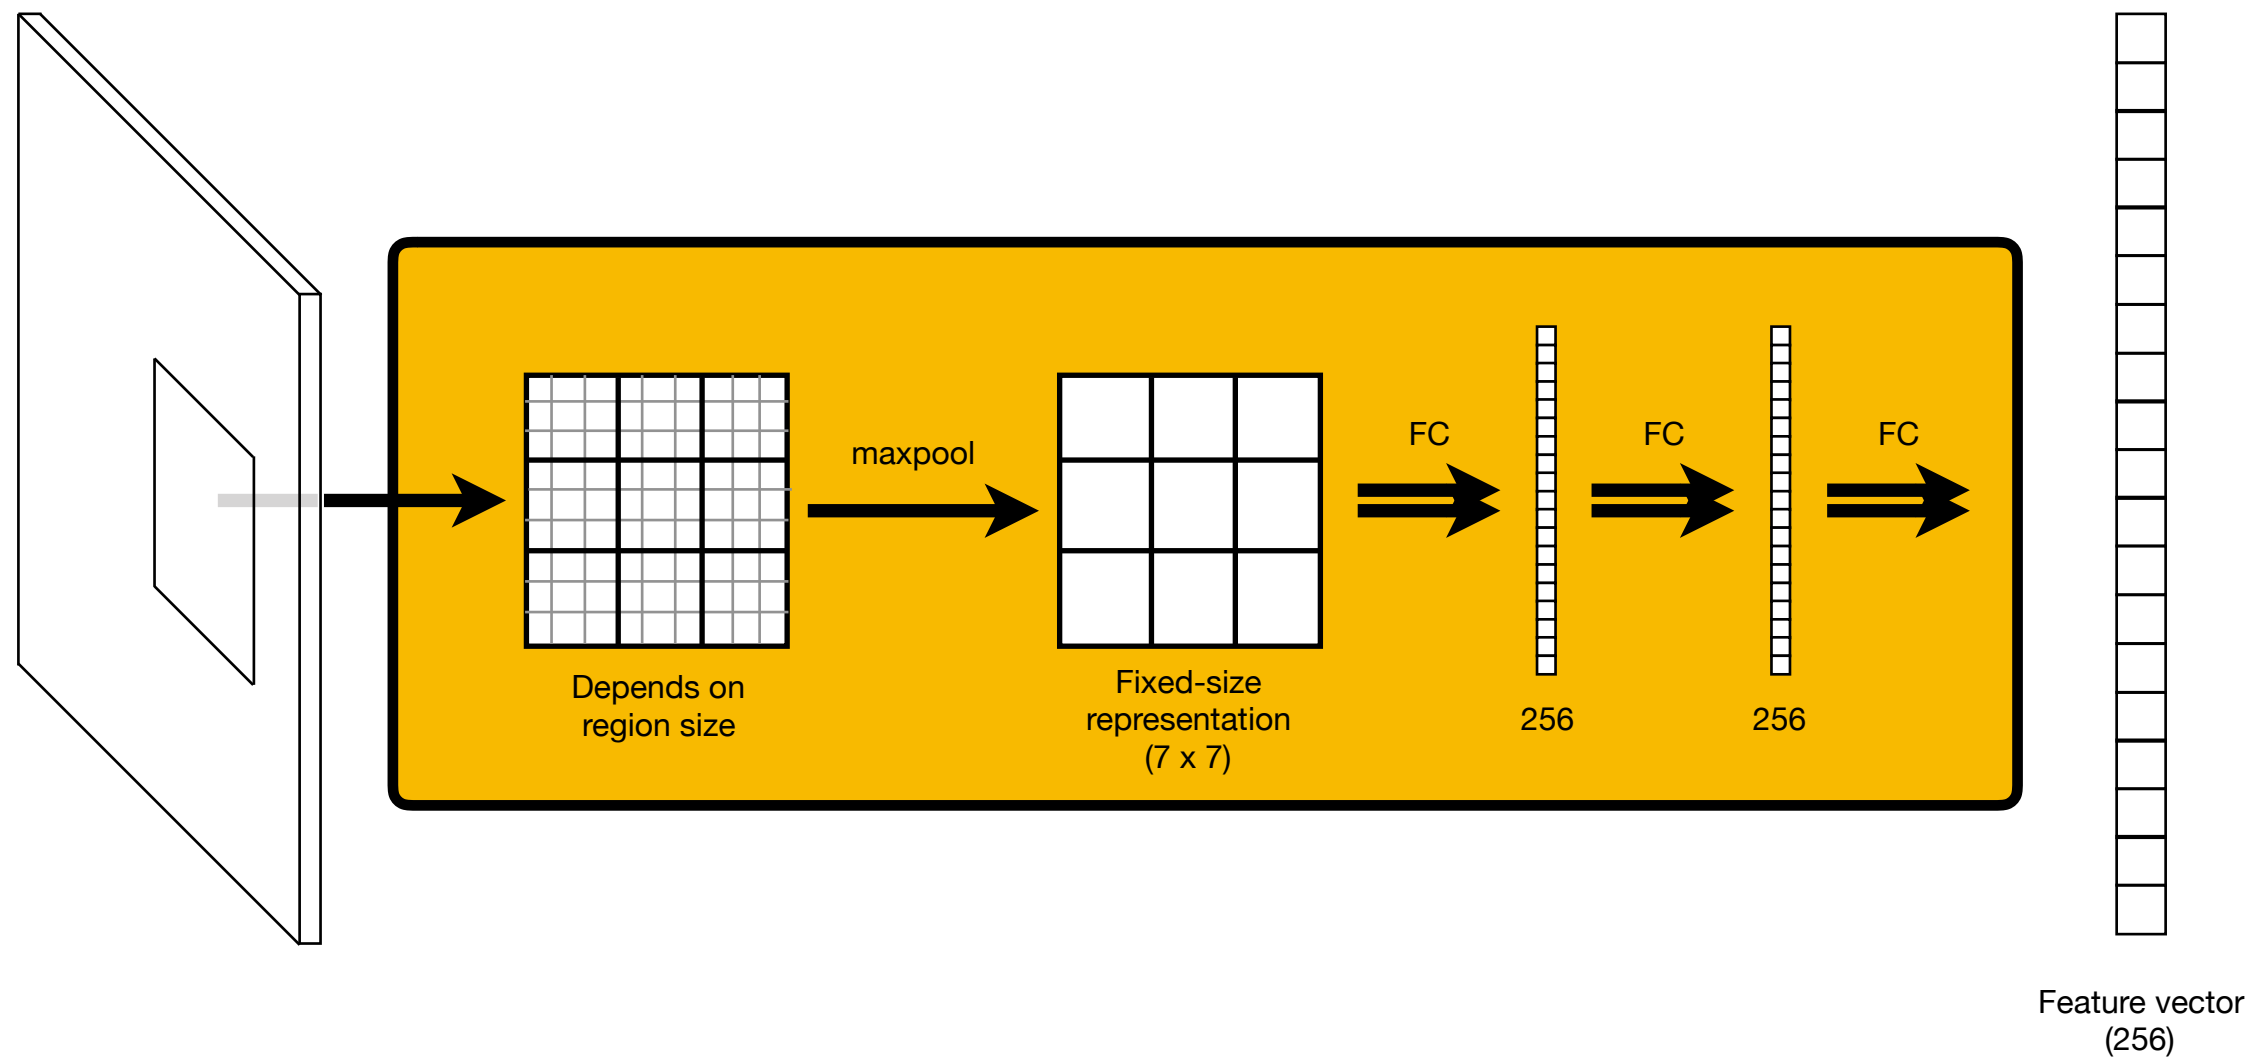 Depends on
region size
maxpool
Fixed-size
representation
(7 x 7)
FC
256
FC
256
FC
Feature vector
(256)